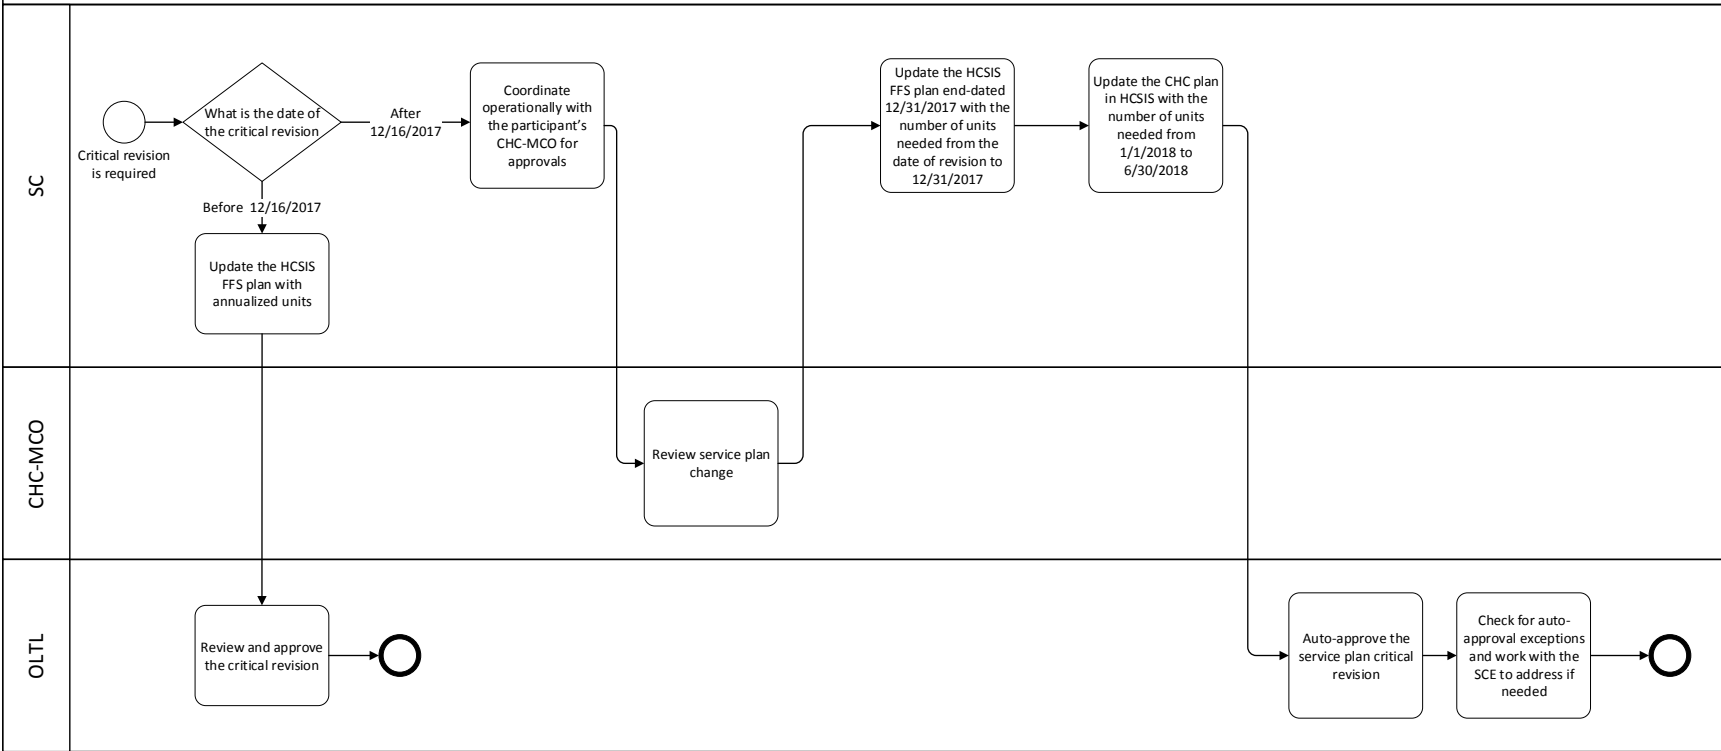 SC
Critical revision
is required
What is the date of
the critical revision
After
12/16/2017
Before 12/16/2017
Update the HCSIS
FFS plan with
annualized units
Coordinate
operationally with
the participant's
CHC-MCO for
approvals
Update the HCSIS
FFS plan end-dated
12/31/2017 with the
number of units
needed from the
date of revision to
12/31/2017
Update the CHC plan
in HCSIS with the
number of units
needed from
1/1/2018 to
6/30/2018
CHC-MCO
Review service plan
change
OLTL
Review and approve
the critical revision
Auto-approve the
service plan critical
revision
Check for auto-
approval exceptions
and work with the
SCE to address if
needed